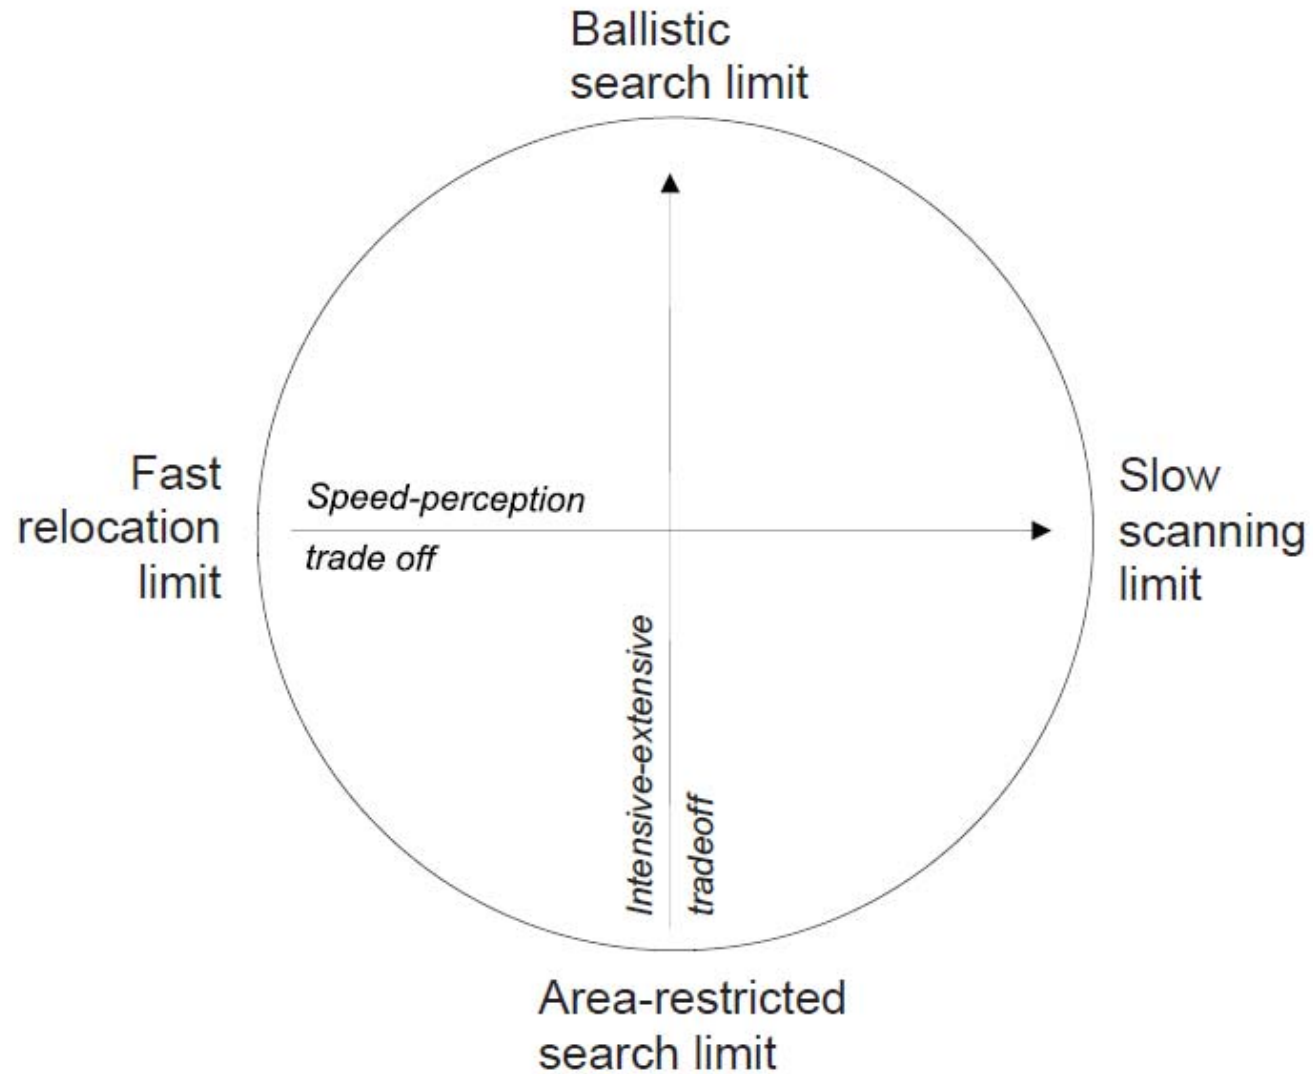 Ballistic
search limit
Fast
relocation
limit
Speed-perception
trade off
Slow
scanning
limit
Intensive-extensive
tradeoff
Area-restricted
search limit